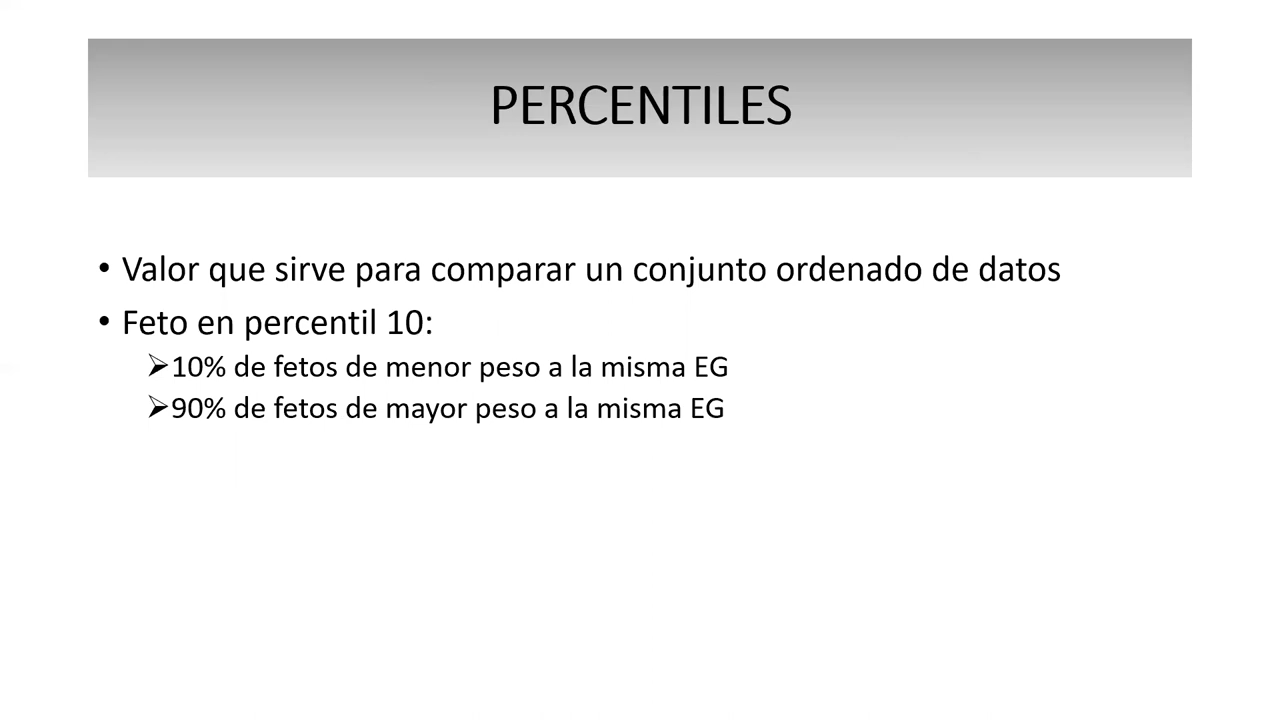 PERCENTILES
• Valor que sirve para comparar un conjunto ordenado de datos
• Feto en percentil 10:
➢10% de fetos de menor peso a la misma EG
➢90% de fetos de mayor peso a la misma EG